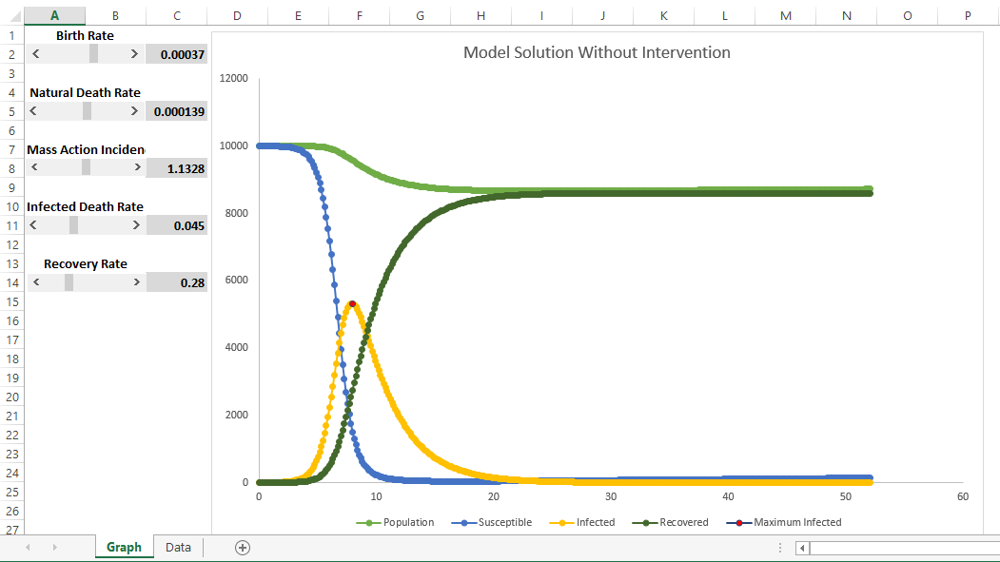 A B C D E F G H I J K L M N O P
1 Birth Rate
2 0.00037
3
4 Natural Death Rate
5 0.000139
6
7 Mass Action Inciden
8 1.1328
9
10 Infected Death Rate
11 0.045
12
13 Recovery Rate
14 0.28
15
16
17
18
19
20
21
22
23
24
25
26
27
Model Solution Without Intervention
12000
10000
8000
6000
4000
2000
0
0 10 20 30 40 50 60
Population Susceptible Infected Recovered Maximum Infected
Graph Data